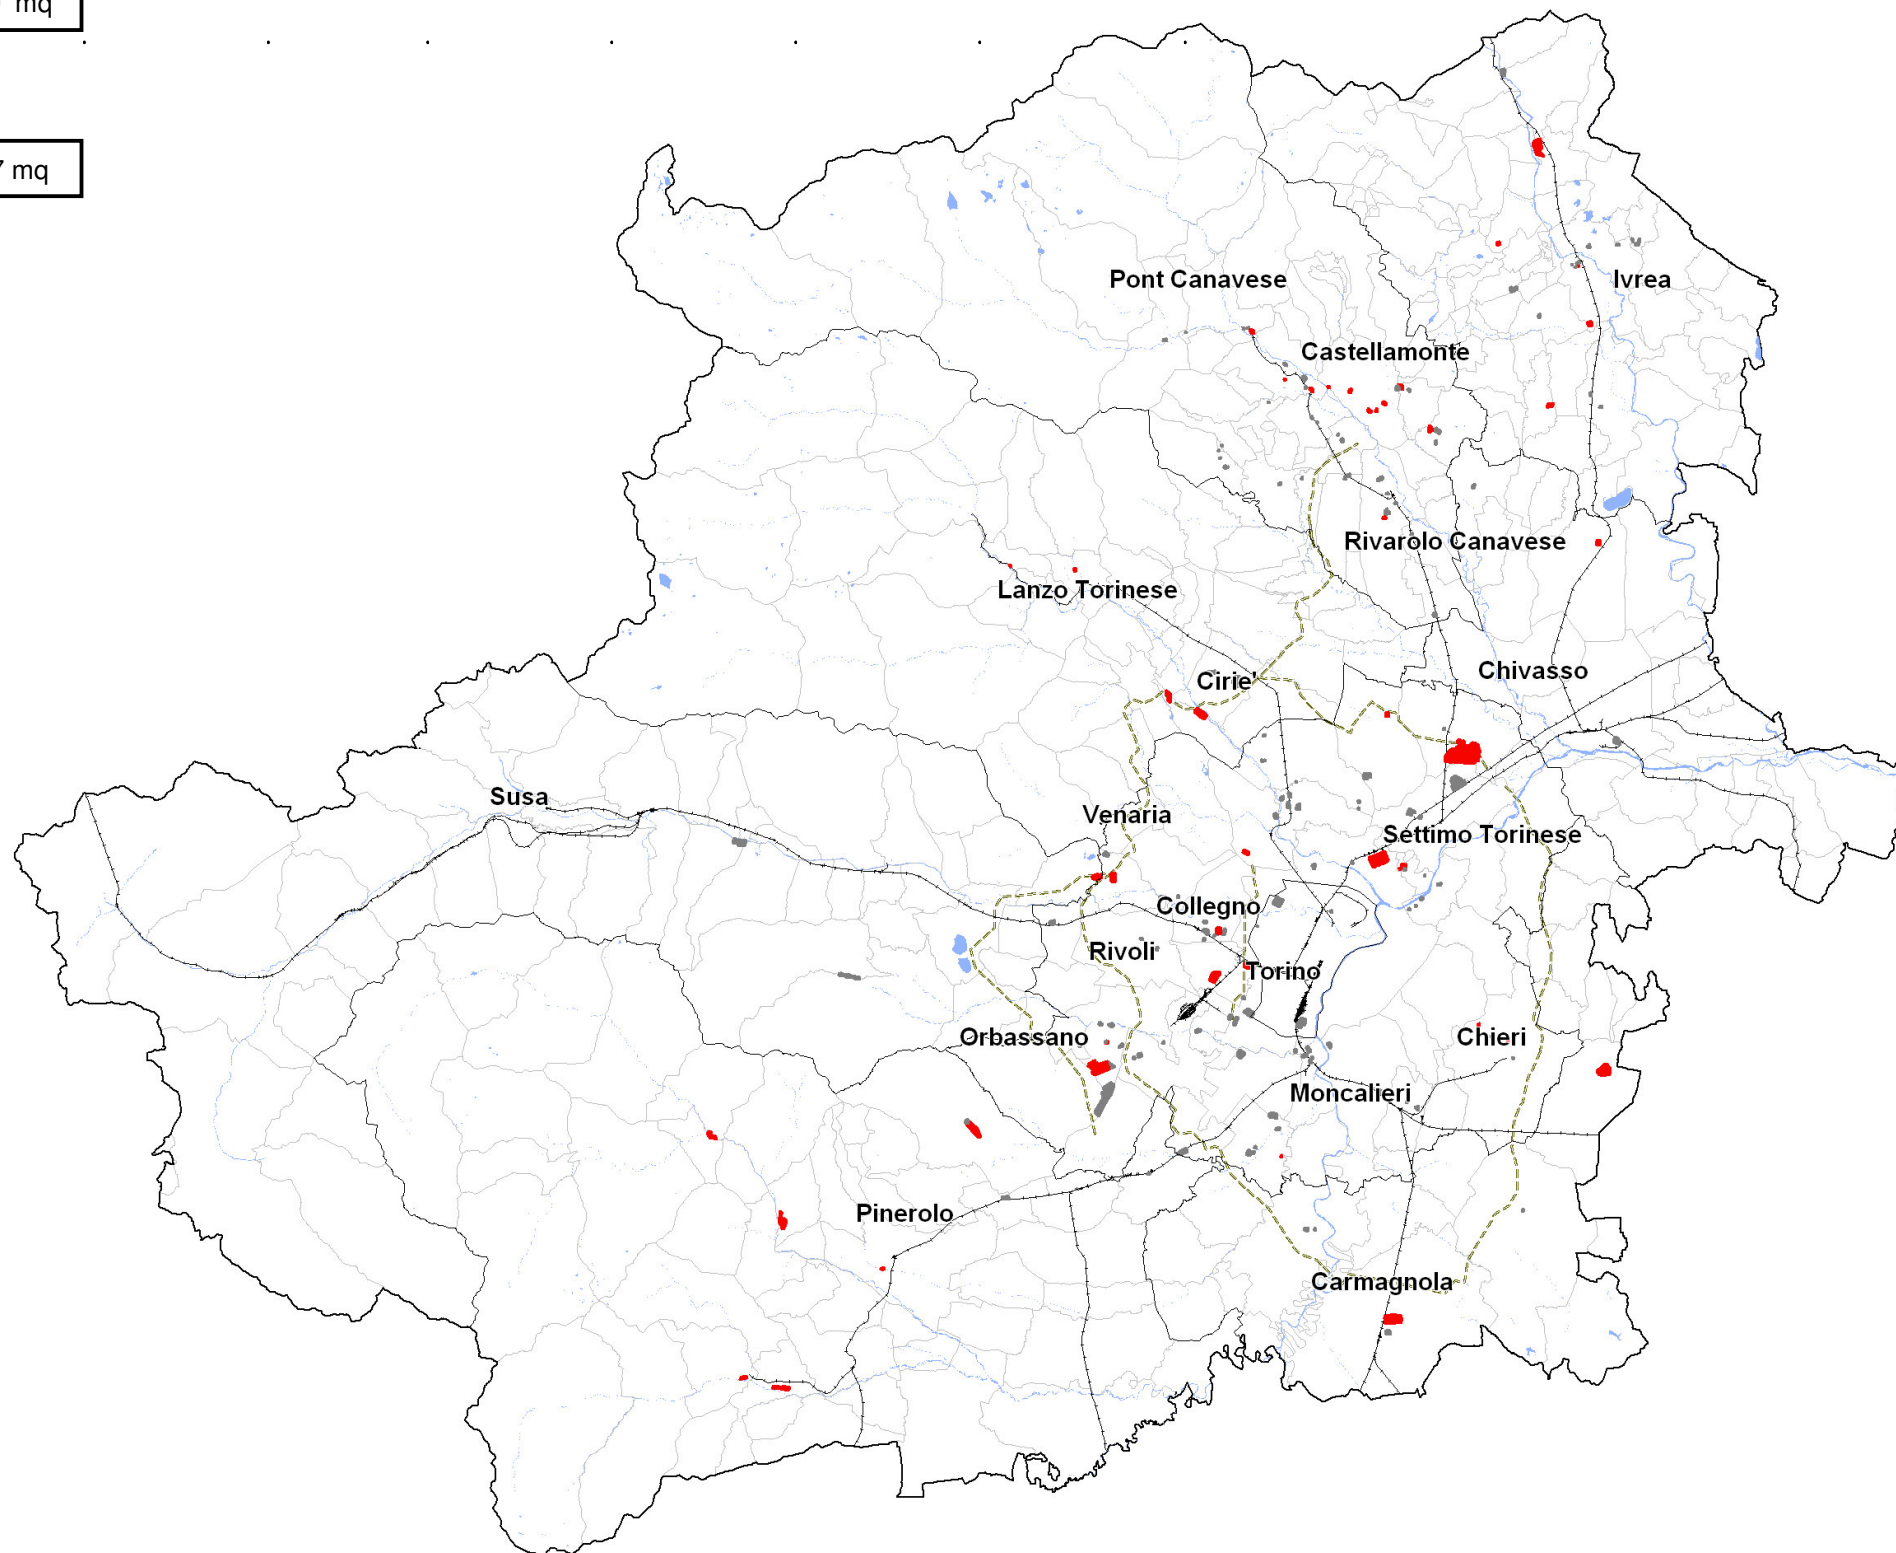 mq
7 mq
Pont Canavese
Ivrea
Castellamonte
Rivarolo Canavese
Lanzo Torinese
Cirie'
Chivasso
Susa
Venaria
Settimo Torinese
Collegno
Rivoli
Torino
Orbassano
Chieri
Moncalieri
Pinerolo
Carmagnola